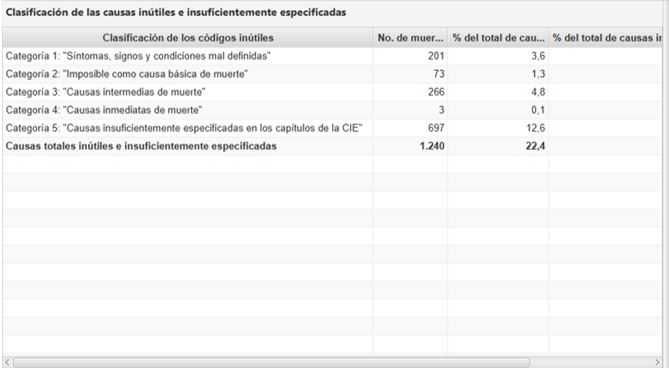 Clasificación de las causas inútiles e insuficientemente especificadas
Clasificación de los códigos inútiles No. de muer... % del total de cau... % del total de causas in
Categoría 1: "Síntomas, signos y condiciones mal definidas" 201 3,6
Categoría 2: "Imposible como causa básica de muerte" 73 1,3
Categoría 3: "Causas intermedias de muerte" 266 4,8
Categoría 4: "Causas inmediatas de muerte" 3 0,1
Categoría 5: "Causas insuficientemente especificadas en los capítulos de la CIE" 697 12,6
Causas totales inútiles e insuficientemente especificadas 1.240 22,4